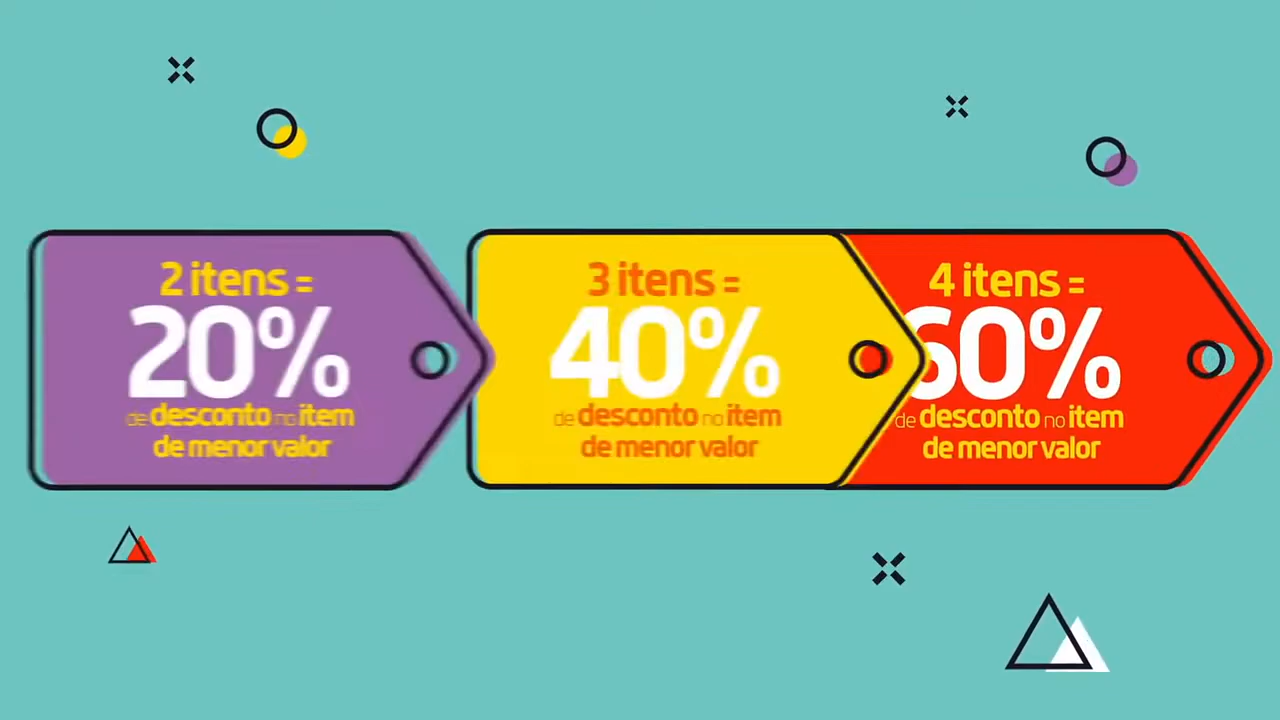 2 itens =
20%
de desconto no item
de menor valor
3 itens =
40%
de desconto no item
de menor valor
4 itens =
60%
de desconto no item
de menor valor